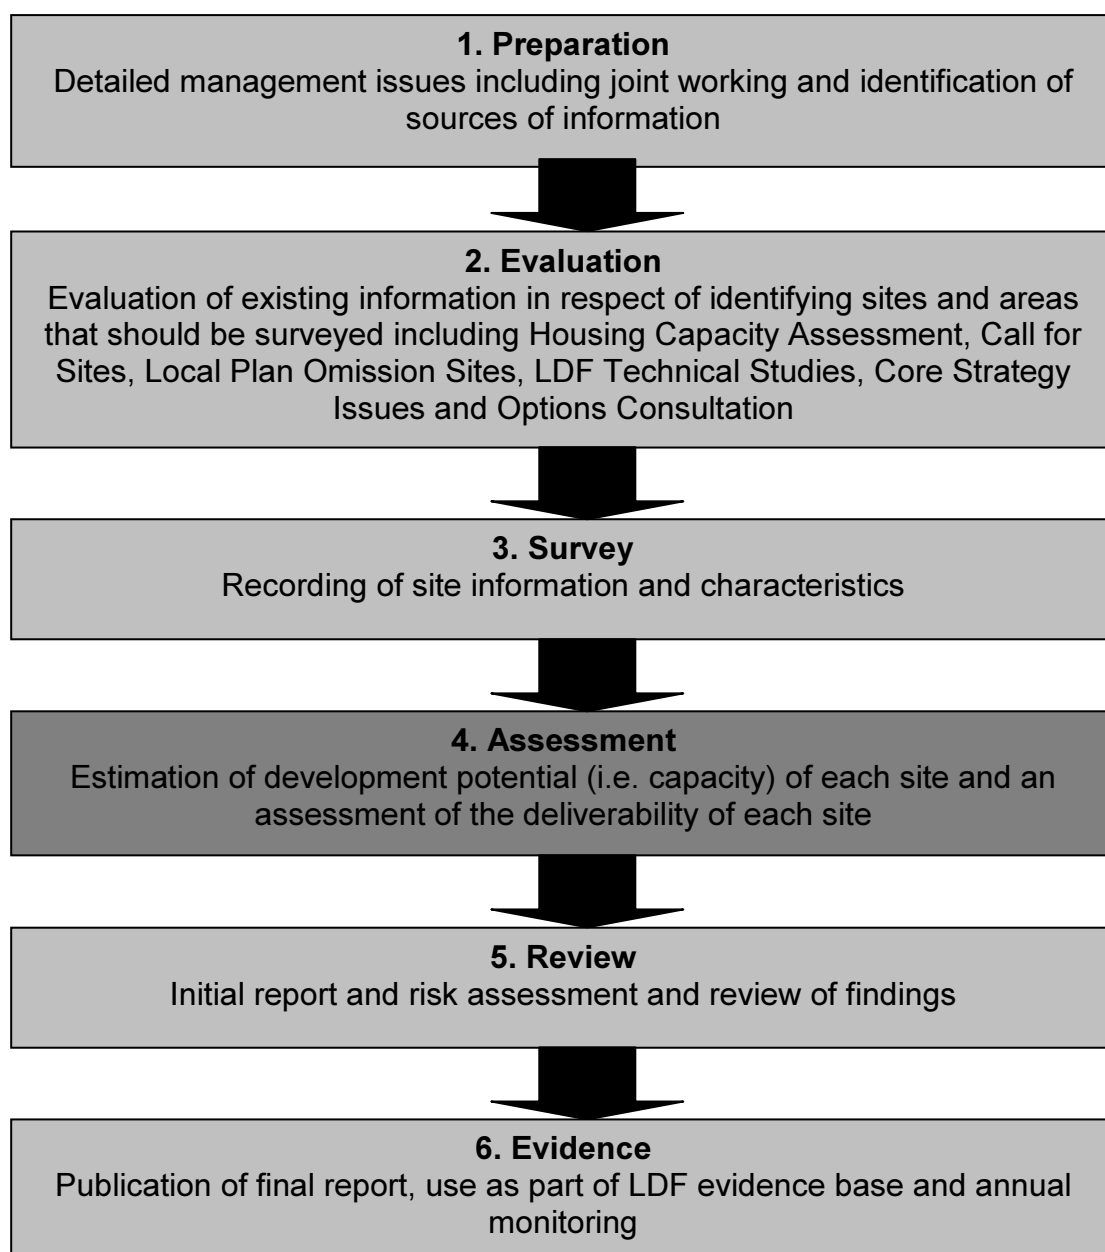 1. Preparation
Detailed management issues including joint working and identification of
sources of information
2. Evaluation
Evaluation of existing information in respect of identifying sites and areas
that should be surveyed including Housing Capacity Assessment, Call for
Sites, Local Plan Omission Sites, LDF Technical Studies, Core Strategy
Issues and Options Consultation
3. Survey
Recording of site information and characteristics
4. Assessment
Estimation of development potential (i.e. capacity) of each site and an
assessment of the deliverability of each site
5. Review
Initial report and risk assessment and review of findings
6. Evidence
Publication of final report, use as part of LDF evidence base and annual
monitoring